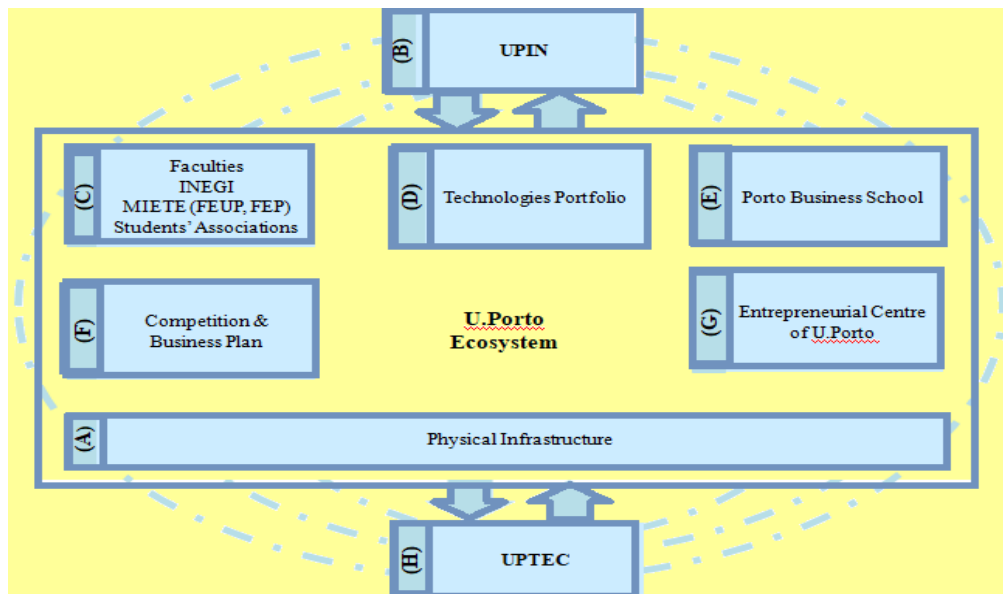 (B)
UPIN
(C)
Faculties
INEGI
MIETE (FEUP, FEP)
Students' Associations
(D)
Technologies Portfolio
(E)
Porto Business School
(F)
Competition &
Business Plan
U.Porto
Ecosystem
(G)
Entrepreneurial Centre
of U.Porto
(A)
Physical Infrastructure
(H)
UPTEC